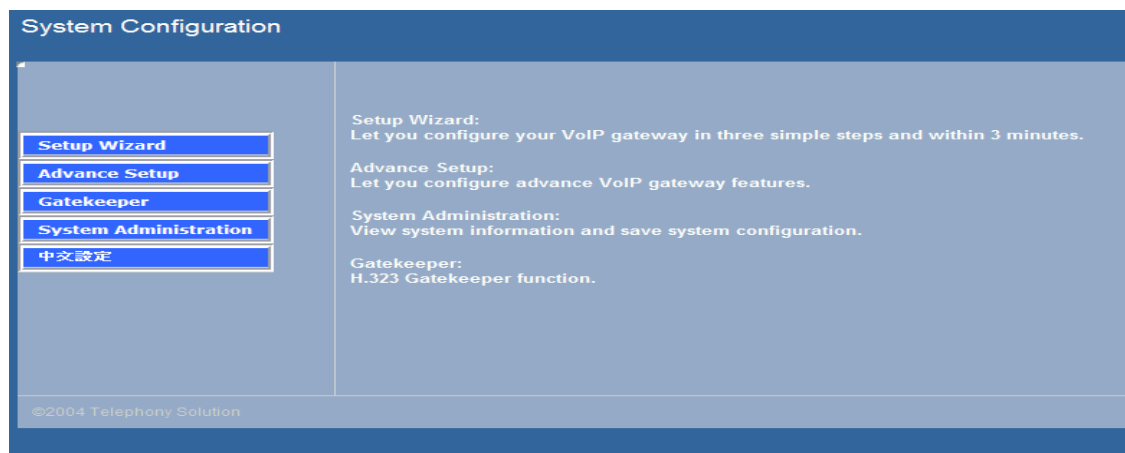 System Configuration
Setup Wizard
Advance Setup
Gatekeeper
System Administration
中文設定
Setup Wizard:
Let you configure your VoIP gateway in three simple steps and within 3 minutes.
Advance Setup:
Let you configure advance VoIP gateway features.
System Administration:
View system information and save system configuration.
Gatekeeper:
H.323 Gatekeeper function.
©2004 Telephony Solution